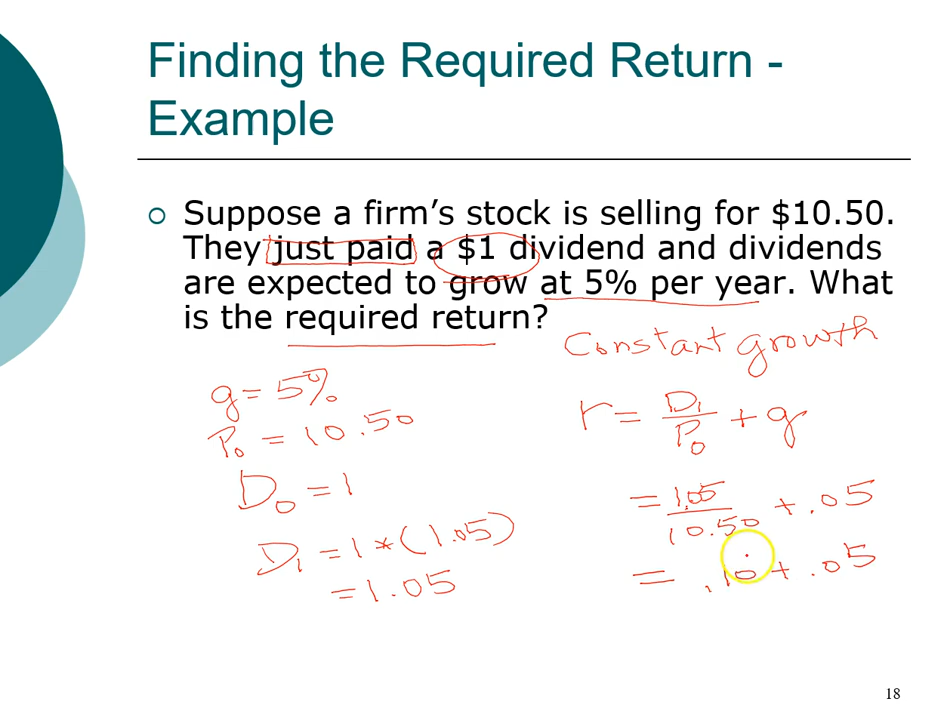 Finding the Required Return -
Example
Suppose a firm's stock is selling for $10.50.
They just paid a $1 dividend and dividends
are expected to grow at 5% per year. What
is the required return?
Constant growth
g = 5%
P0 = 10.50
D0 = 1
D1 = 1 * (1.05)
= 1.05
r = D1/P0 + g
= 1.05/10.50 + .05
= .10 + .05
18